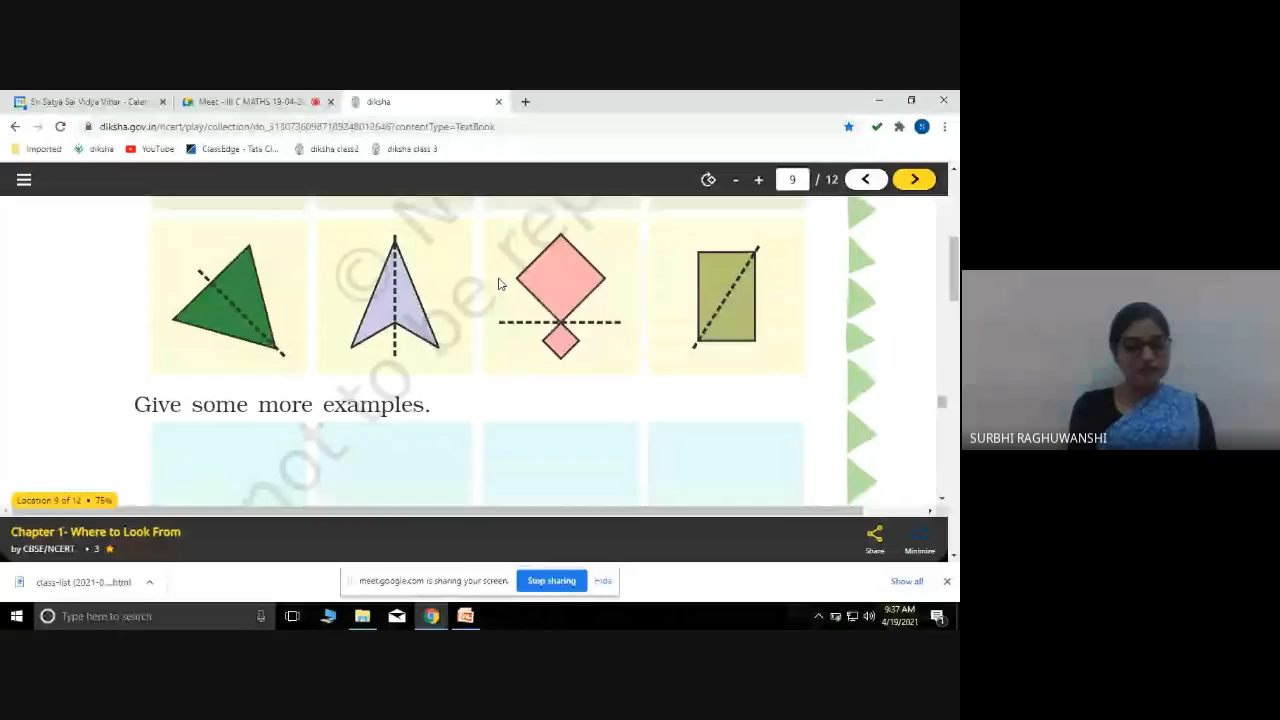 Sri Satya Sai Vidya Vihar - Calen
Meet - III C MATHS 19-04-2
diksha
diksha.gov.in/ncert/play/collection/do_31307360987189248012646?contentType=TextBook
S
Imported
diksha
YouTube
ClassEdge - Tata Cl...
diksha class2
diksha class 3
- + 9 / 12
© N
not to be rep
Give some more examples.
Location 9 of 12 • 75%
Chapter 1- Where to Look From
by CBSE/NCERT • 3
Share
Minimize
class-list (2021-0....html
meet.google.com is sharing your screen.
Stop sharing
Hide
Show all
Type here to search
9:37 AM
4/19/2021
SURBHI RAGHUWANSHI